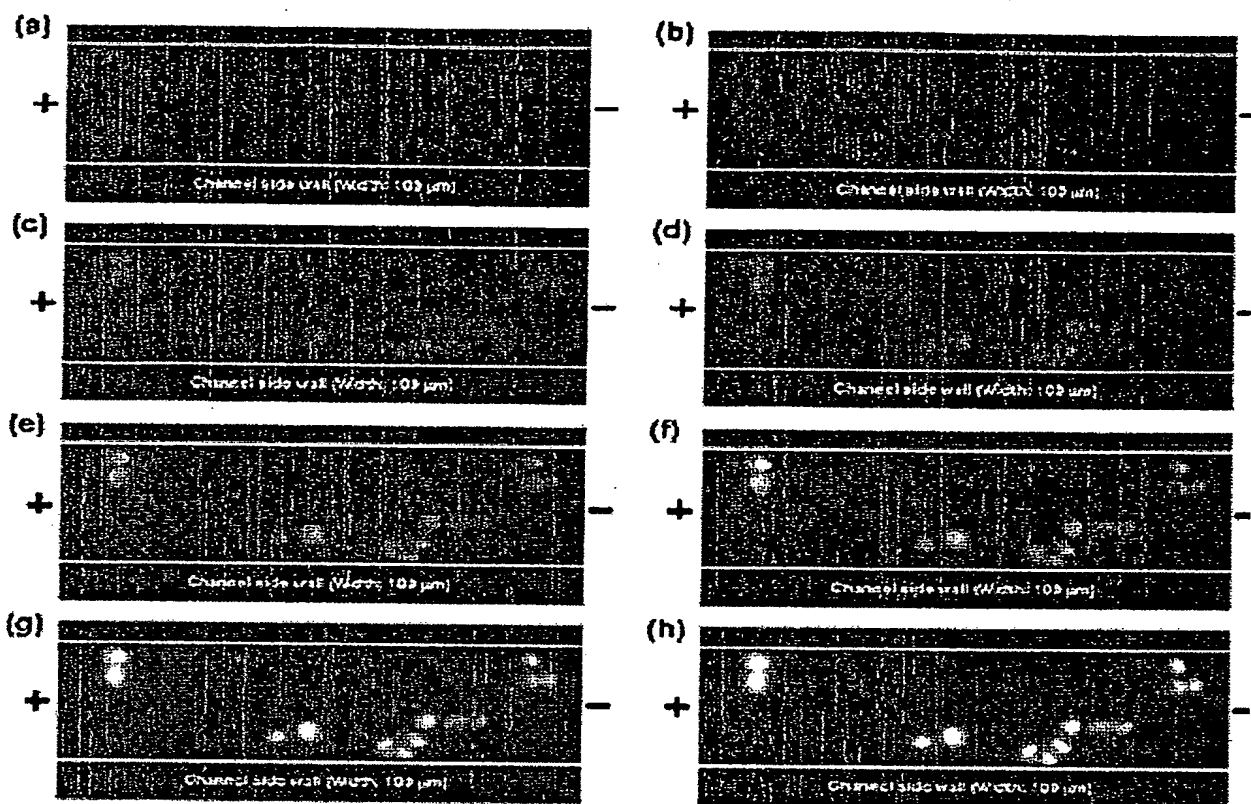 (a)
(b)
+
−
+
−
Channel side wall (Width: 100 µm)
Channel side wall (Width: 100 µm)
(c)
(d)
+
−
+
−
Channel side wall (Width: 100 µm)
Channel side wall (Width: 100 µm)
(e)
(f)
+
−
+
−
Channel side wall (Width: 100 µm)
Channel side wall (Width: 100 µm)
(g)
(h)
+
−
+
−
Channel side wall (Width: 100 µm)
Channel side wall (Width: 100 µm)